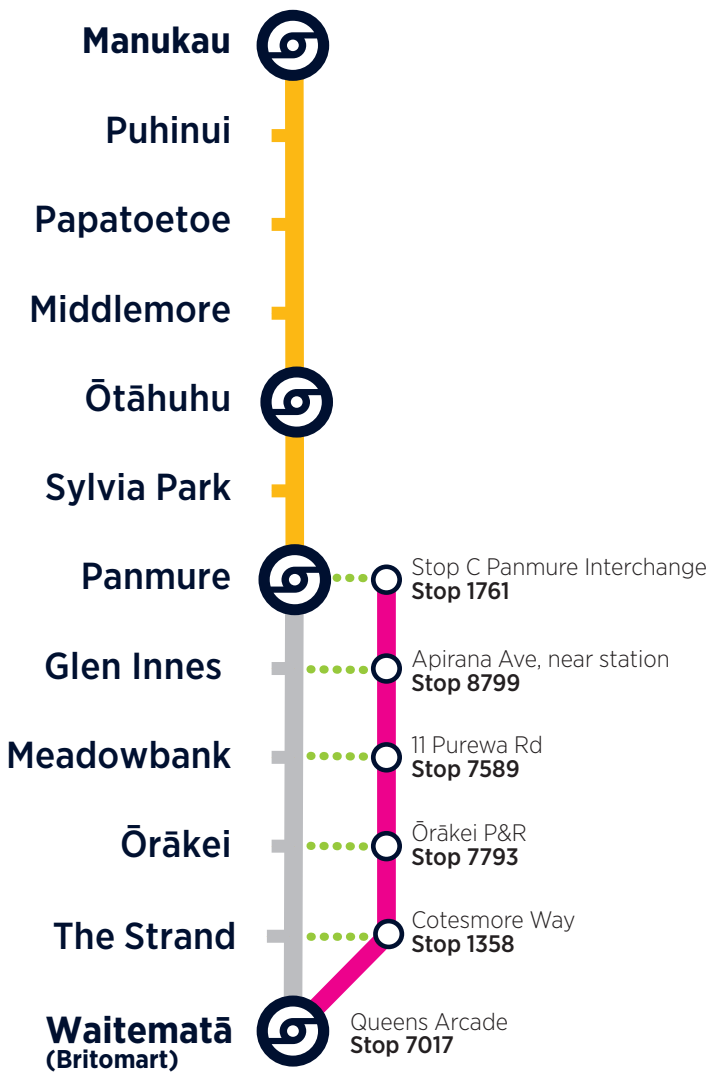 Manukau
Puhinui
Papatoetoe
Middlemore
Ōtāhuhu
Sylvia Park
Panmure
Stop C Panmure Interchange
Stop 1761
Glen Innes
Apirana Ave, near station
Stop 8799
Meadowbank
11 Purewa Rd
Stop 7589
Ōrākei
Ōrākei P&R
Stop 7793
The Strand
Cotesmore Way
Stop 1358
Waitematā
(Britomart)
Queens Arcade
Stop 7017